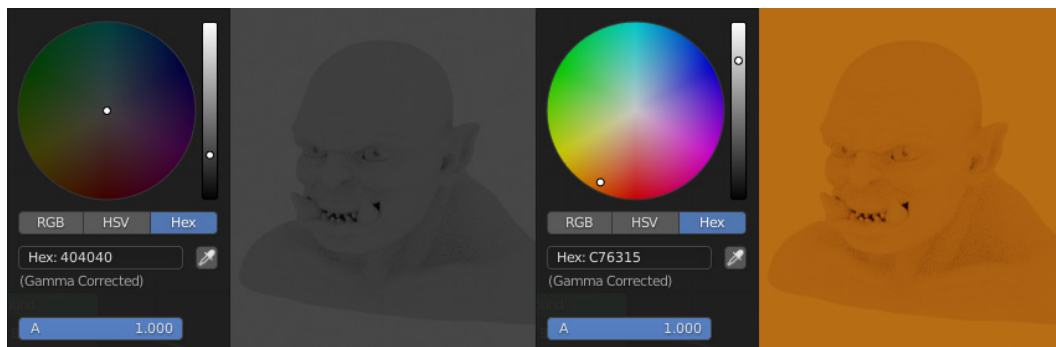 RGB HSV Hex
Hex: 404040
(Gamma Corrected)
A 1.000
RGB HSV Hex
Hex: C76315
(Gamma Corrected)
A 1.000